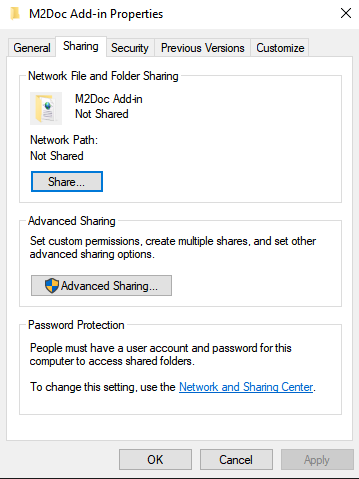 M2Doc Add-in Properties
General
Sharing
Security
Previous Versions
Customize
Network File and Folder Sharing
M2Doc Add-in
Not Shared
Network Path:
Not Shared
Share...
Advanced Sharing
Set custom permissions, create multiple shares, and set other
advanced sharing options.
Advanced Sharing...
Password Protection
People must have a user account and password for this
computer to access shared folders.
To change this setting, use the Network and Sharing Center.
OK
Cancel
Apply